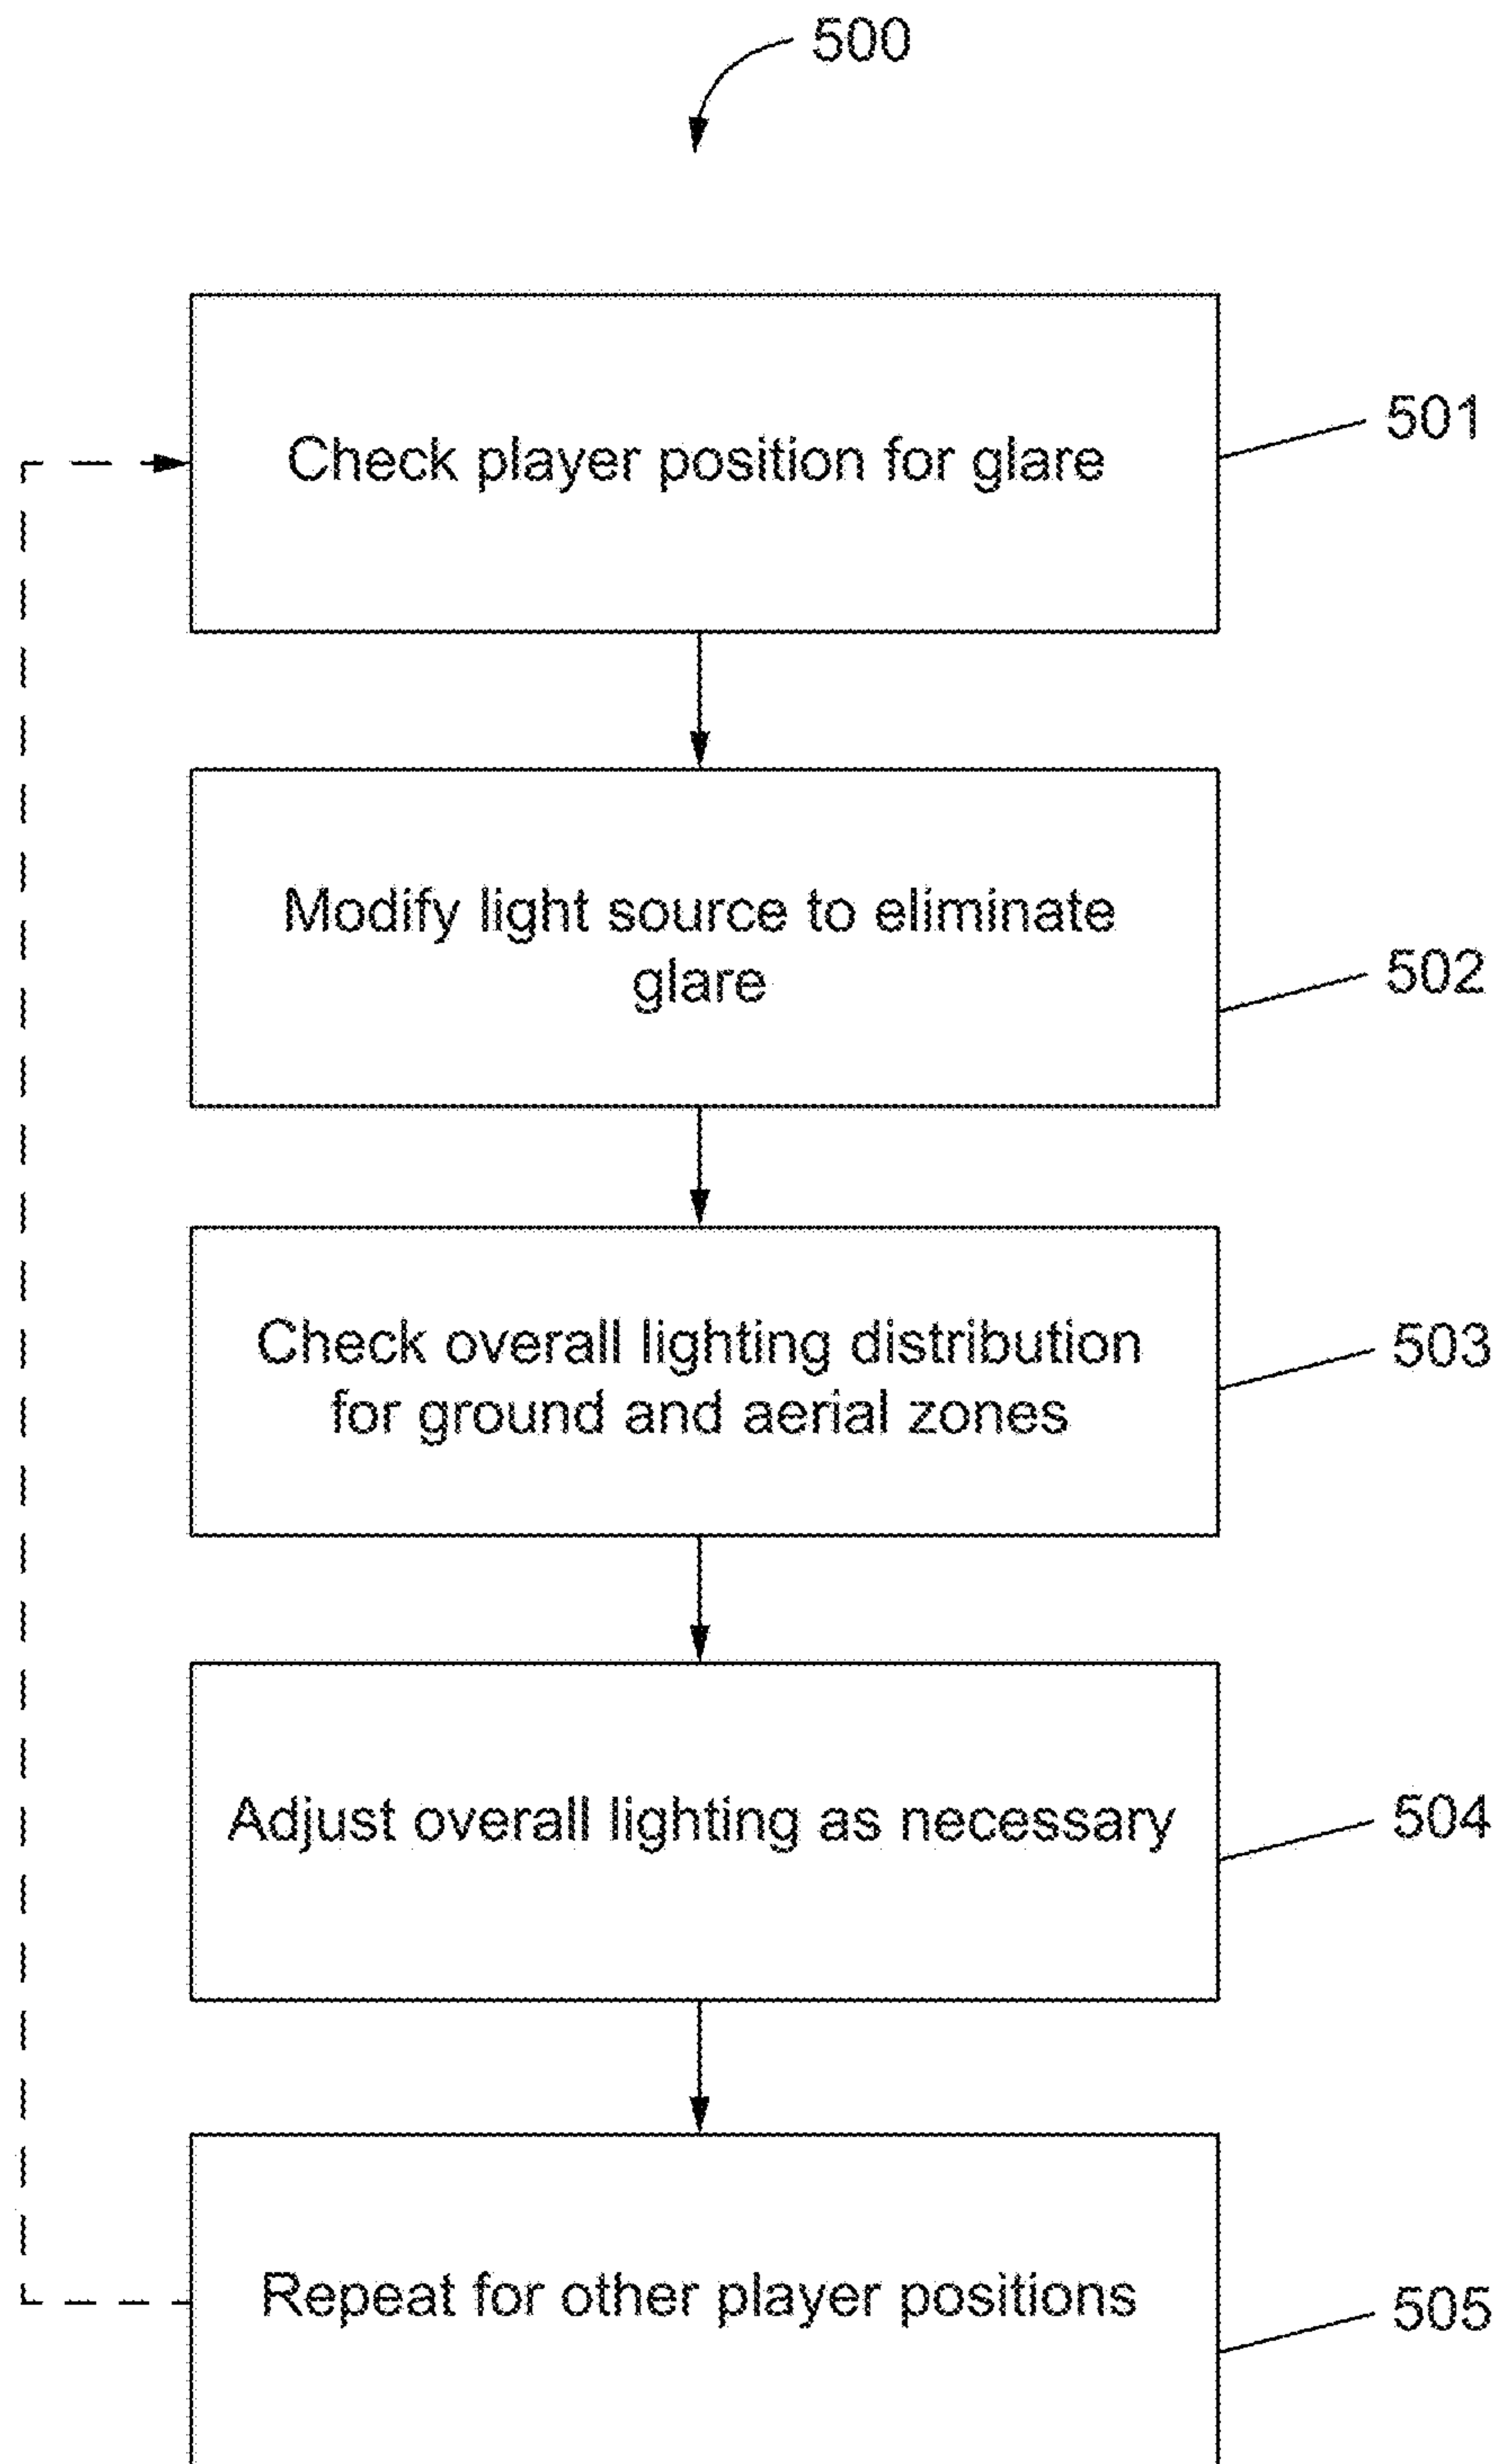 500
Check player position for glare
501
Modify light source to eliminate
glare
502
Check overall lighting distribution
for ground and aerial zones
503
Adjust overall lighting as necessary
504
Repeat for other player positions
505